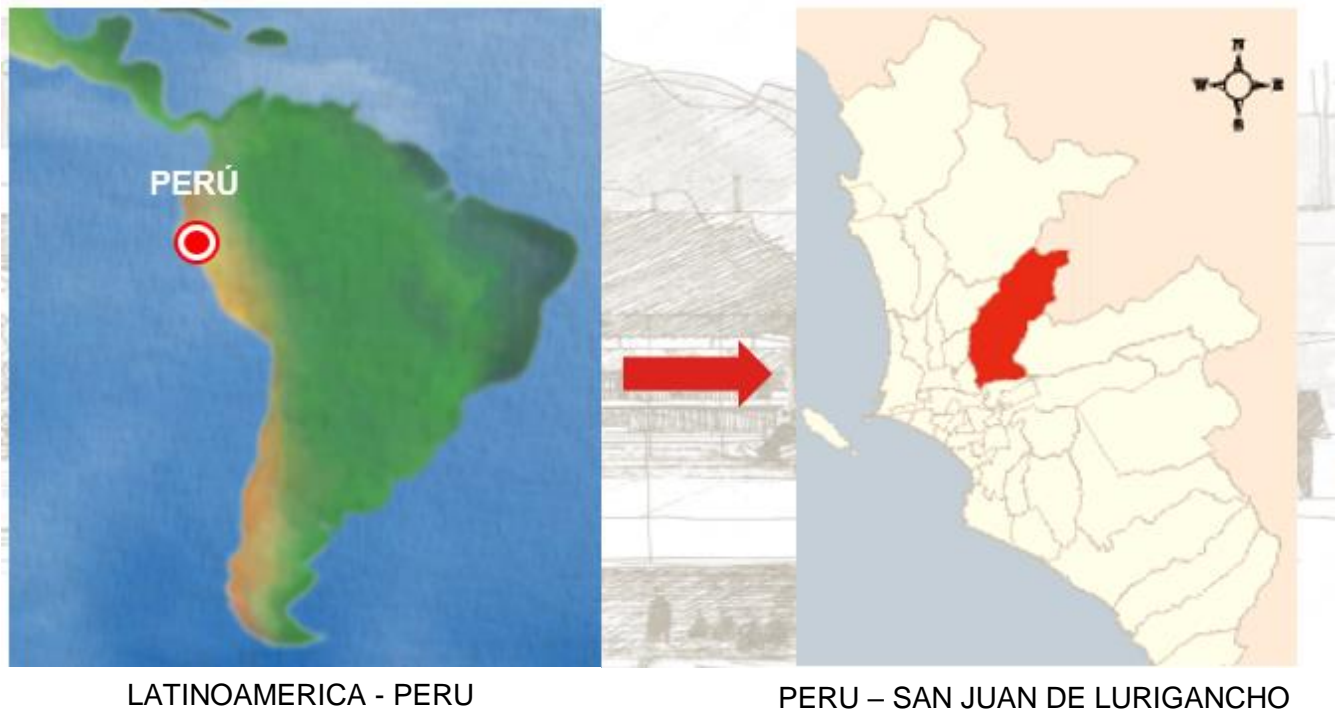 PERÚ
N
W E
S
LATINOAMERICA - PERU
PERU – SAN JUAN DE LURIGANCHO